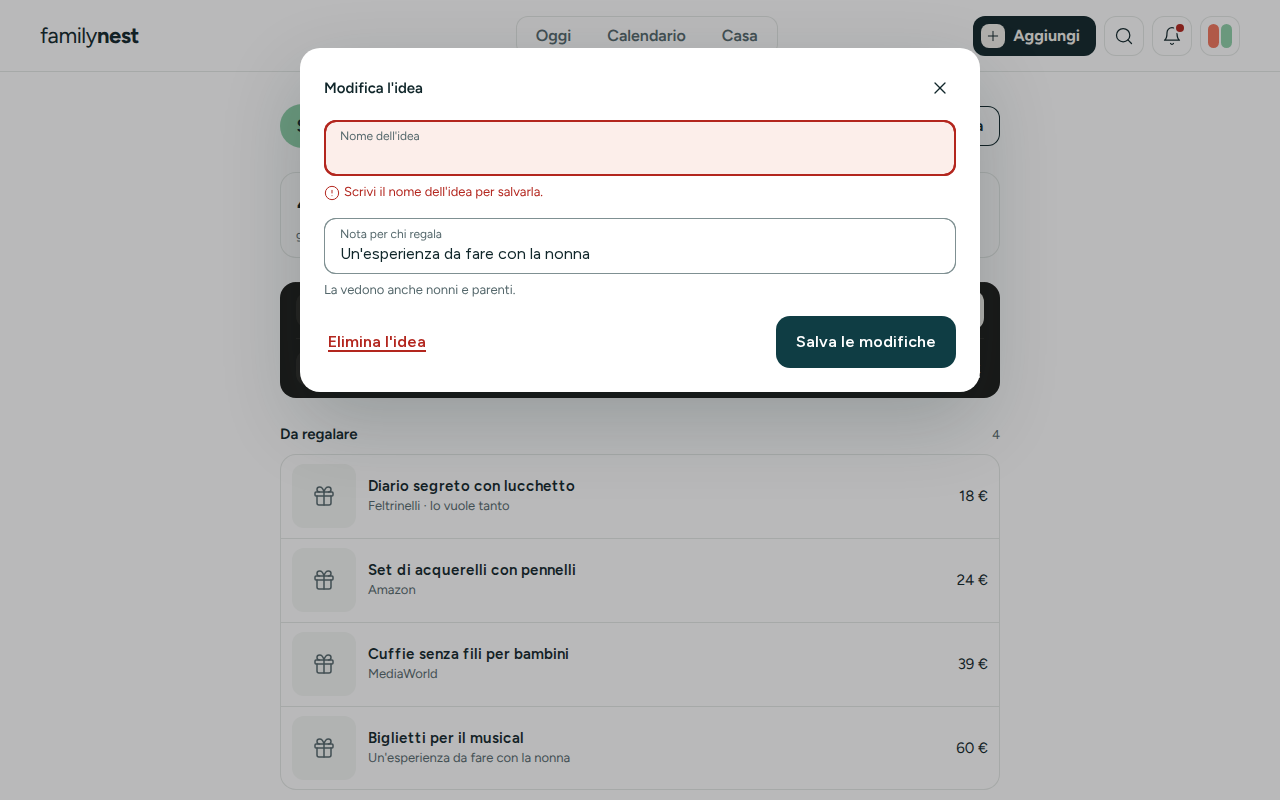 familynest
Oggi
Calendario
Casa
Aggiungi
Modifica l'idea
Nome dell'idea
Scrivi il nome dell'idea per salvarla.
Nota per chi regala
Un'esperienza da fare con la nonna
La vedono anche nonni e parenti.
Elimina l'idea
Salva le modifiche
Da regalare
4
Diario segreto con lucchetto
Feltrinelli · lo vuole tanto
18 €
Set di acquerelli con pennelli
Amazon
24 €
Cuffie senza fili per bambini
MediaWorld
39 €
Biglietti per il musical
Un'esperienza da fare con la nonna
60 €